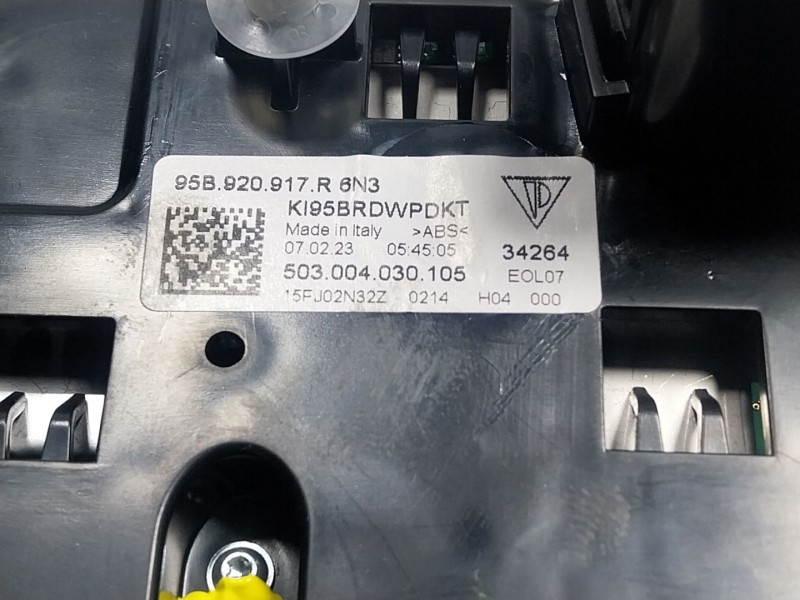 95B.920.917.R 6N3
KI95BRDWPDKT
Made in Italy >ABS<
07.02.23 05:45:05 34264
503.004.030.105 EOL07
15FJ02N32Z 0214 H04 000